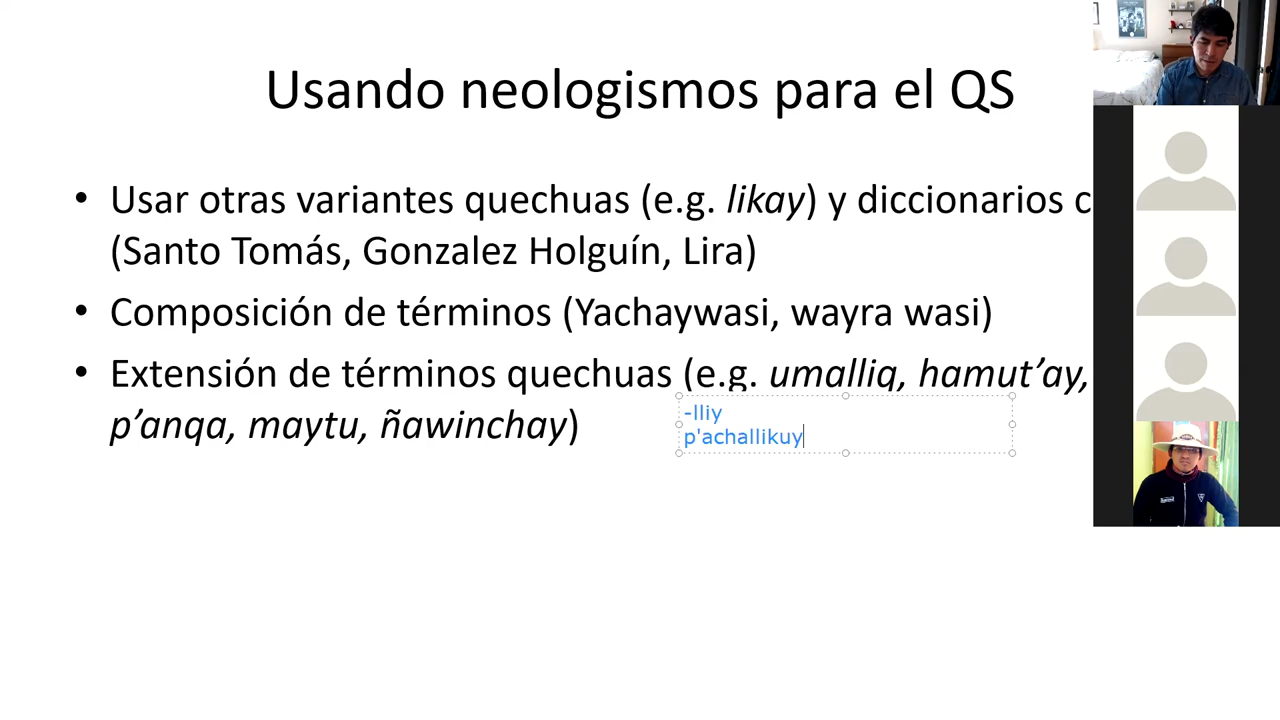 Usando neologismos para el QS
• Usar otras variantes quechuas (e.g. likay) y diccionarios c
(Santo Tomás, Gonzalez Holguín, Lira)
• Composición de términos (Yachaywasi, wayra wasi)
• Extensión de términos quechuas (e.g. umalliq, hamut’ay,
p’anqa, maytu, ñawinchay)
-lliy
p'achallikuy